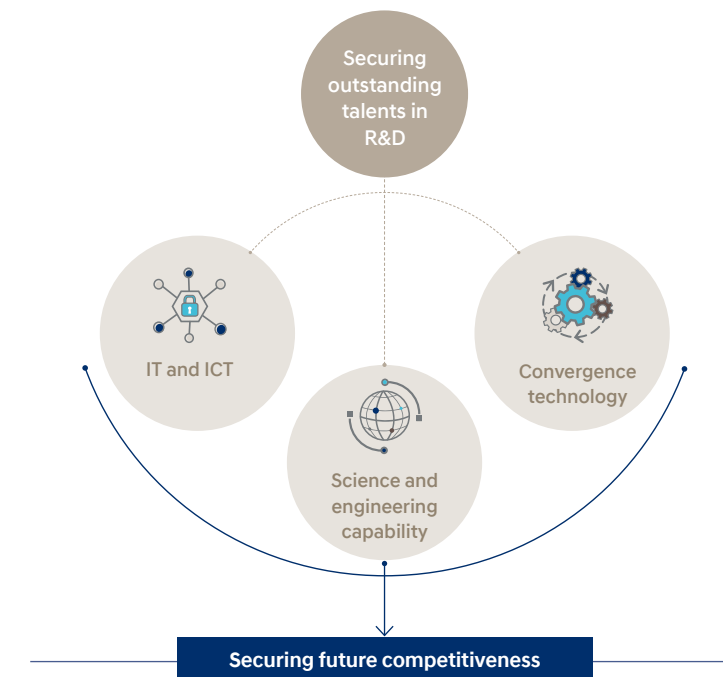 Securing
outstanding
talents in
R&D
IT and ICT
Convergence
technology
Science and
engineering
capability
Securing future competitiveness